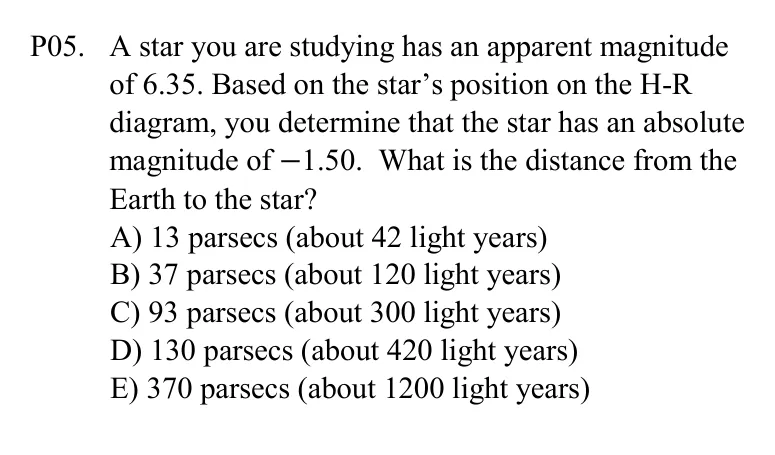 P05. A star you are studying has an apparent magnitude
of 6.35. Based on the star’s position on the H-R
diagram, you determine that the star has an absolute
magnitude of −1.50. What is the distance from the
Earth to the star?
A) 13 parsecs (about 42 light years)
B) 37 parsecs (about 120 light years)
C) 93 parsecs (about 300 light years)
D) 130 parsecs (about 420 light years)
E) 370 parsecs (about 1200 light years)